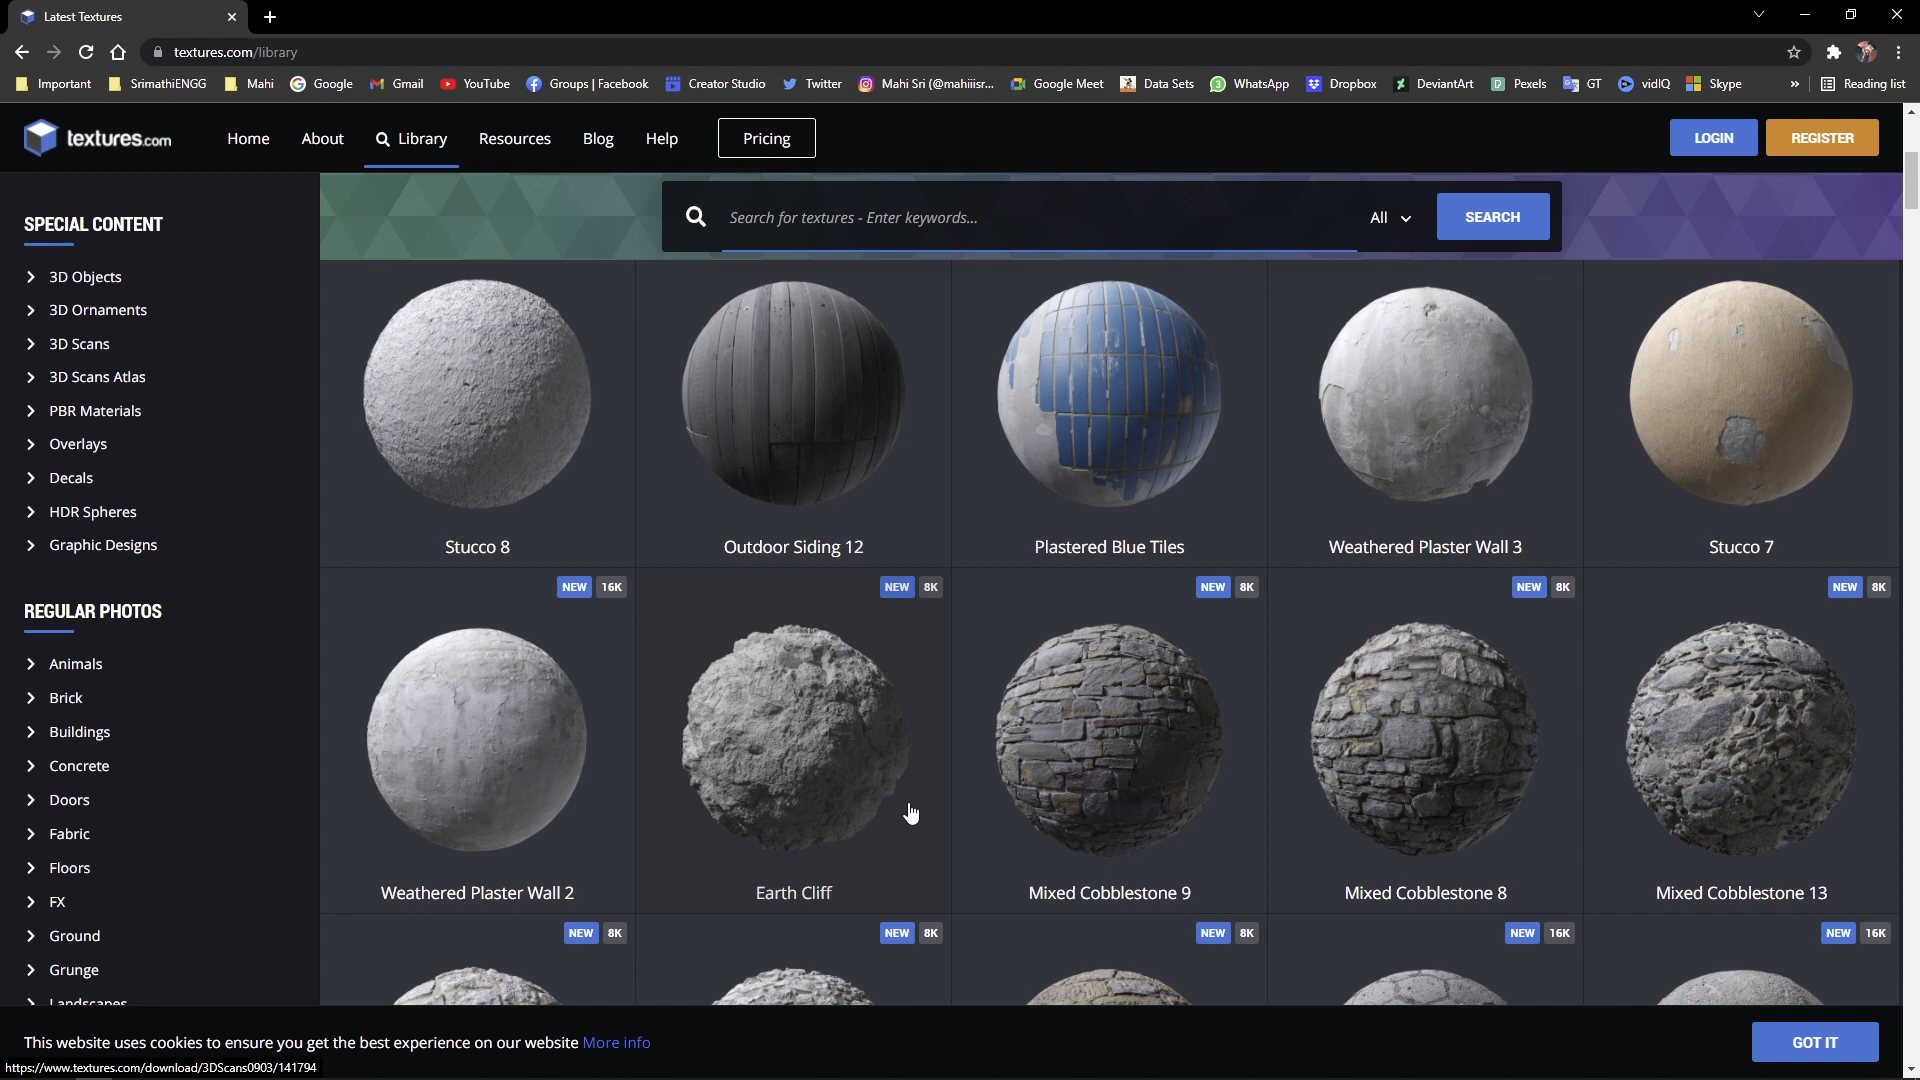 Latest Textures
textures.com/library
Important
SrimathiENGG
Mahi
Google
Gmail
YouTube
Groups | Facebook
Creator Studio
Twitter
Mahi Sri (@mahiiisr...
Google Meet
Data Sets
WhatsApp
Dropbox
DeviantArt
Pexels
GT
vidIQ
Skype
»
Reading list
textures.com
Home
About
Library
Resources
Blog
Help
Pricing
LOGIN
REGISTER
Search for textures - Enter keywords...
All
SEARCH
SPECIAL CONTENT
3D Objects
3D Ornaments
3D Scans
3D Scans Atlas
PBR Materials
Overlays
Decals
HDR Spheres
Graphic Designs
REGULAR PHOTOS
Animals
Brick
Buildings
Concrete
Doors
Fabric
Floors
FX
Ground
Grunge
Landscapes
Stucco 8
Outdoor Siding 12
Plastered Blue Tiles
Weathered Plaster Wall 3
Stucco 7
NEW 16K
NEW 8K
NEW 8K
NEW 8K
NEW 8K
Weathered Plaster Wall 2
Earth Cliff
Mixed Cobblestone 9
Mixed Cobblestone 8
Mixed Cobblestone 13
NEW 8K
NEW 8K
NEW 8K
NEW 16K
NEW 16K
This website uses cookies to ensure you get the best experience on our website More info
GOT IT
https://www.textures.com/download/3DScans0903/141794